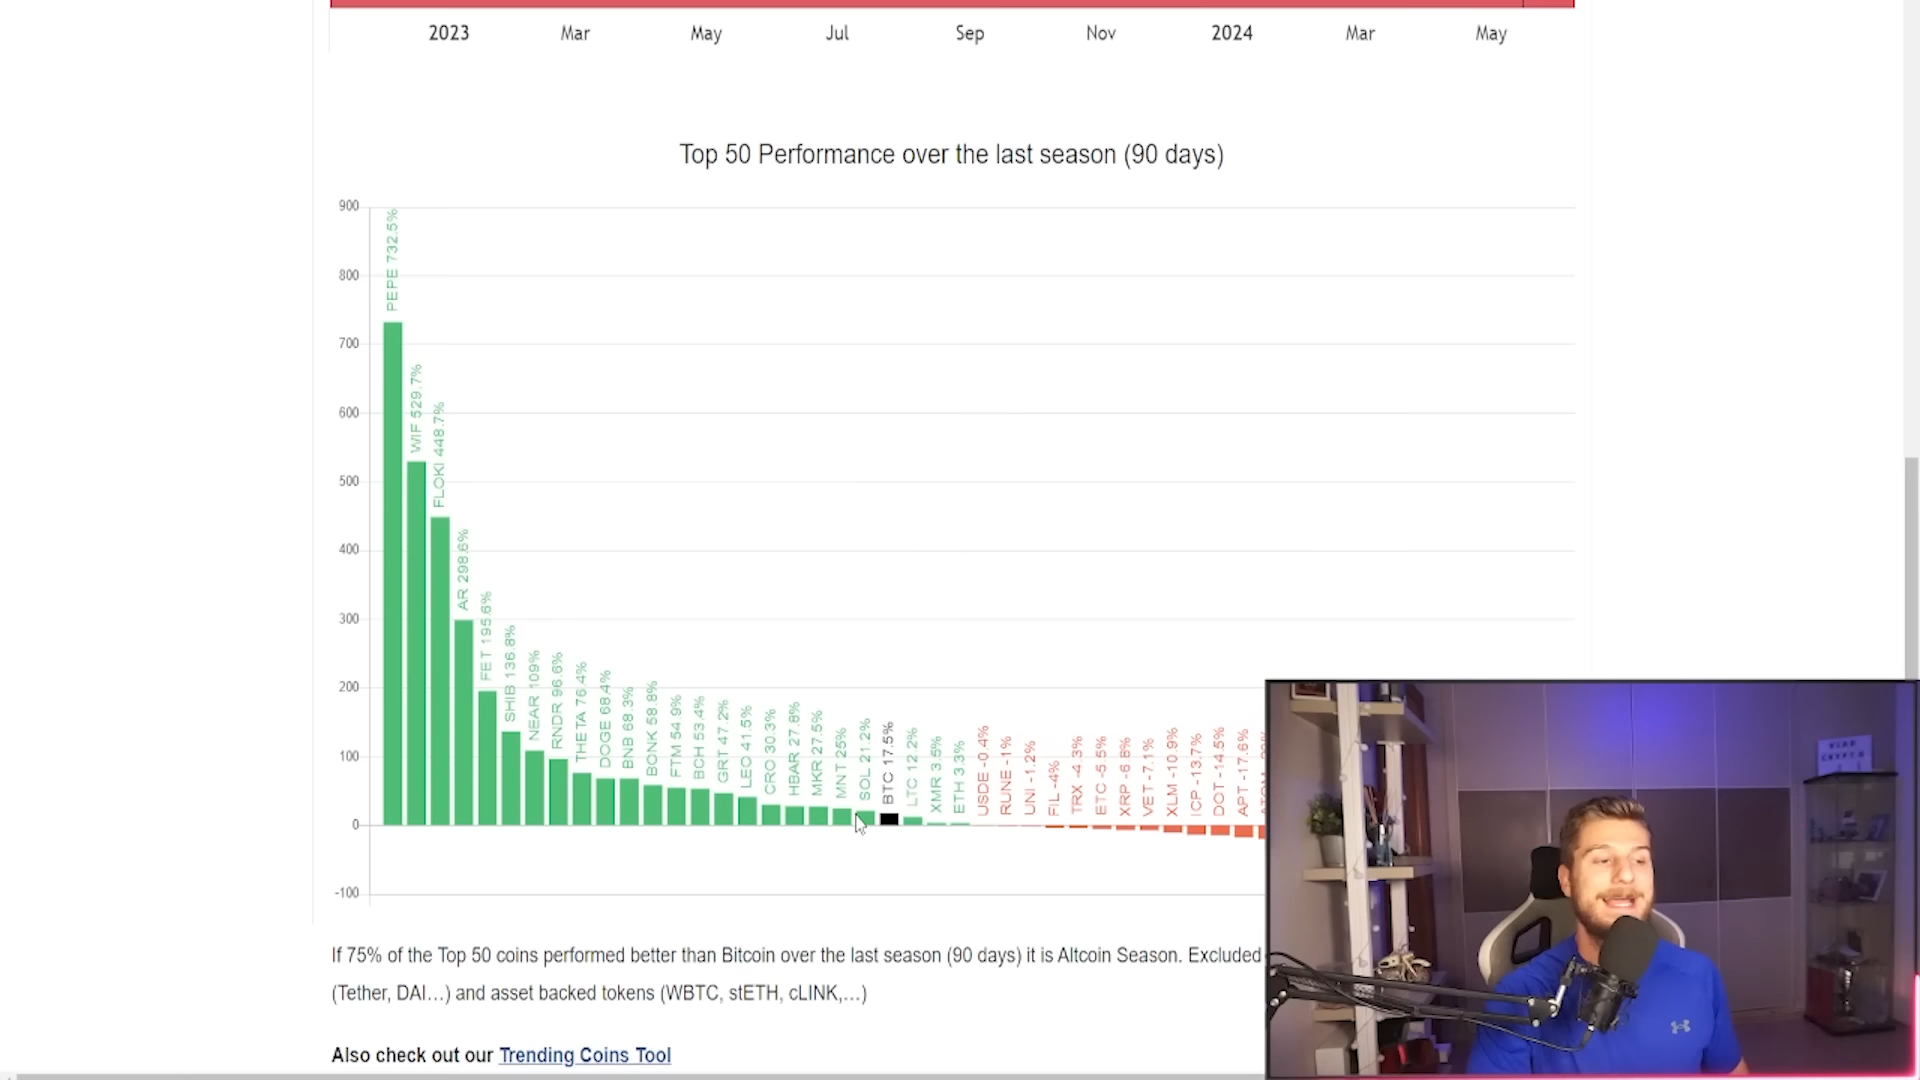 2023 Mar May Jul Sep Nov 2024 Mar May
Top 50 Performance over the last season (90 days)
900
800
700
600
500
400
300
200
100
0
-100
PEPE 732.5%
WIF 529.7%
FLOKI 448.7%
AR 298.6%
FET 195.6%
SHIB 136.8%
NEAR 109%
RNDR 96.6%
THETA 76.4%
DOGE 68.4%
BNB 68.3%
BONK 58.8%
FTM 54.9%
BCH 53.4%
GRT 47.2%
LEO 41.5%
CRO 30.3%
HBAR 27.8%
MKR 27.5%
MNT 25%
SOL 21.2%
BTC 17.5%
LTC 12.2%
XMR 3.5%
ETH 3.3%
USDE -0.4%
RUNE -1%
UNI -1.2%
FIL -4%
TRX -4.3%
ETC -5.5%
XRP -6.8%
VET -7.1%
XLM -10.9%
ICP -13.7%
DOT -14.5%
APT -17.6%
If 75% of the Top 50 coins performed better than Bitcoin over the last season (90 days) it is Altcoin Season. Excluded
(Tether, DAI...) and asset backed tokens (WBTC, stETH, cLINK,...)
Also check out our Trending Coins Tool